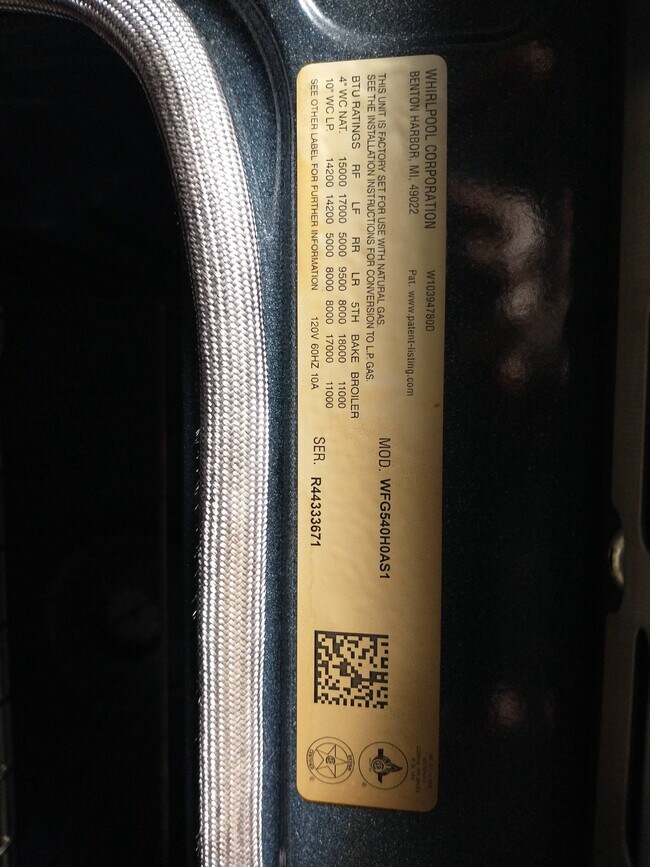 WHIRLPOOL CORPORATION
BENTON HARBOR, MI, 49022
W10394780D
Pat. www.patent-listing.com
THIS UNIT IS FACTORY SET FOR USE WITH NATURAL GAS.
SEE THE INSTALLATION INSTRUCTIONS FOR CONVERSION TO L.P. GAS.
BTU RATINGS RF LF RR LR 5TH BAKE BROILER
4" WC NAT. 15000 17000 5000 9500 8000 18000 11000
10" WC LP. 14200 14200 5000 8000 8000 17000 11000
SEE OTHER LABEL FOR FURTHER INFORMATION 120V 60HZ 10A
MOD. WFG540H0AS1
SER. R44333671